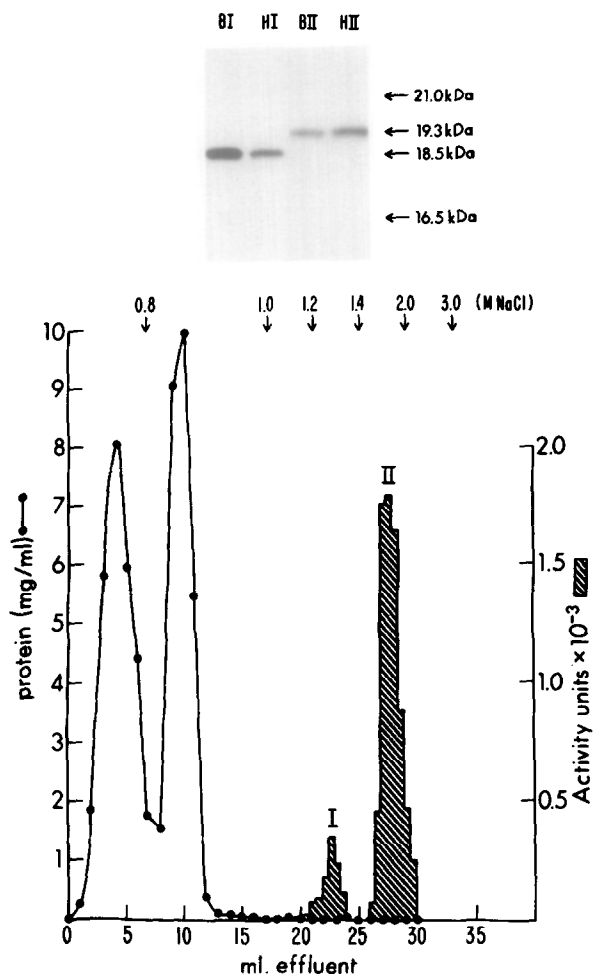 BI HI BII HII
← 21.0kDa
← 19.3kDa
← 18.5kDa
← 16.5kDa
0.8 1.0 1.2 1.4 2.0 3.0 (M NaCl)
10
9
8
7
6
5
4
3
2
1
protein (mg/ml)
I
II
2.0
1.5
1.0
0.5
Activity units × 10⁻³
0 5 10 15 20 25 30 35
ml. effluent